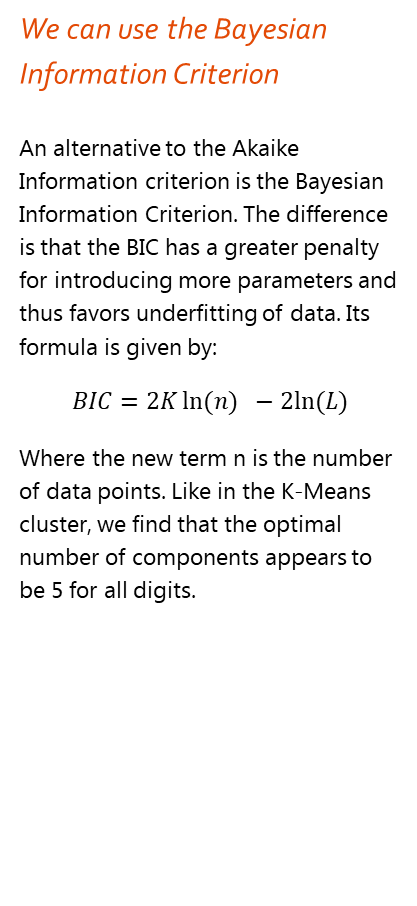 We can use the Bayesian
Information Criterion
An alternative to the Akaike
Information criterion is the Bayesian
Information Criterion. The difference
is that the BIC has a greater penalty
for introducing more parameters and
thus favors underfitting of data. Its
formula is given by:
BIC = 2K ln(n) − 2ln(L)
Where the new term n is the number
of data points. Like in the K-Means
cluster, we find that the optimal
number of components appears to
be 5 for all digits.